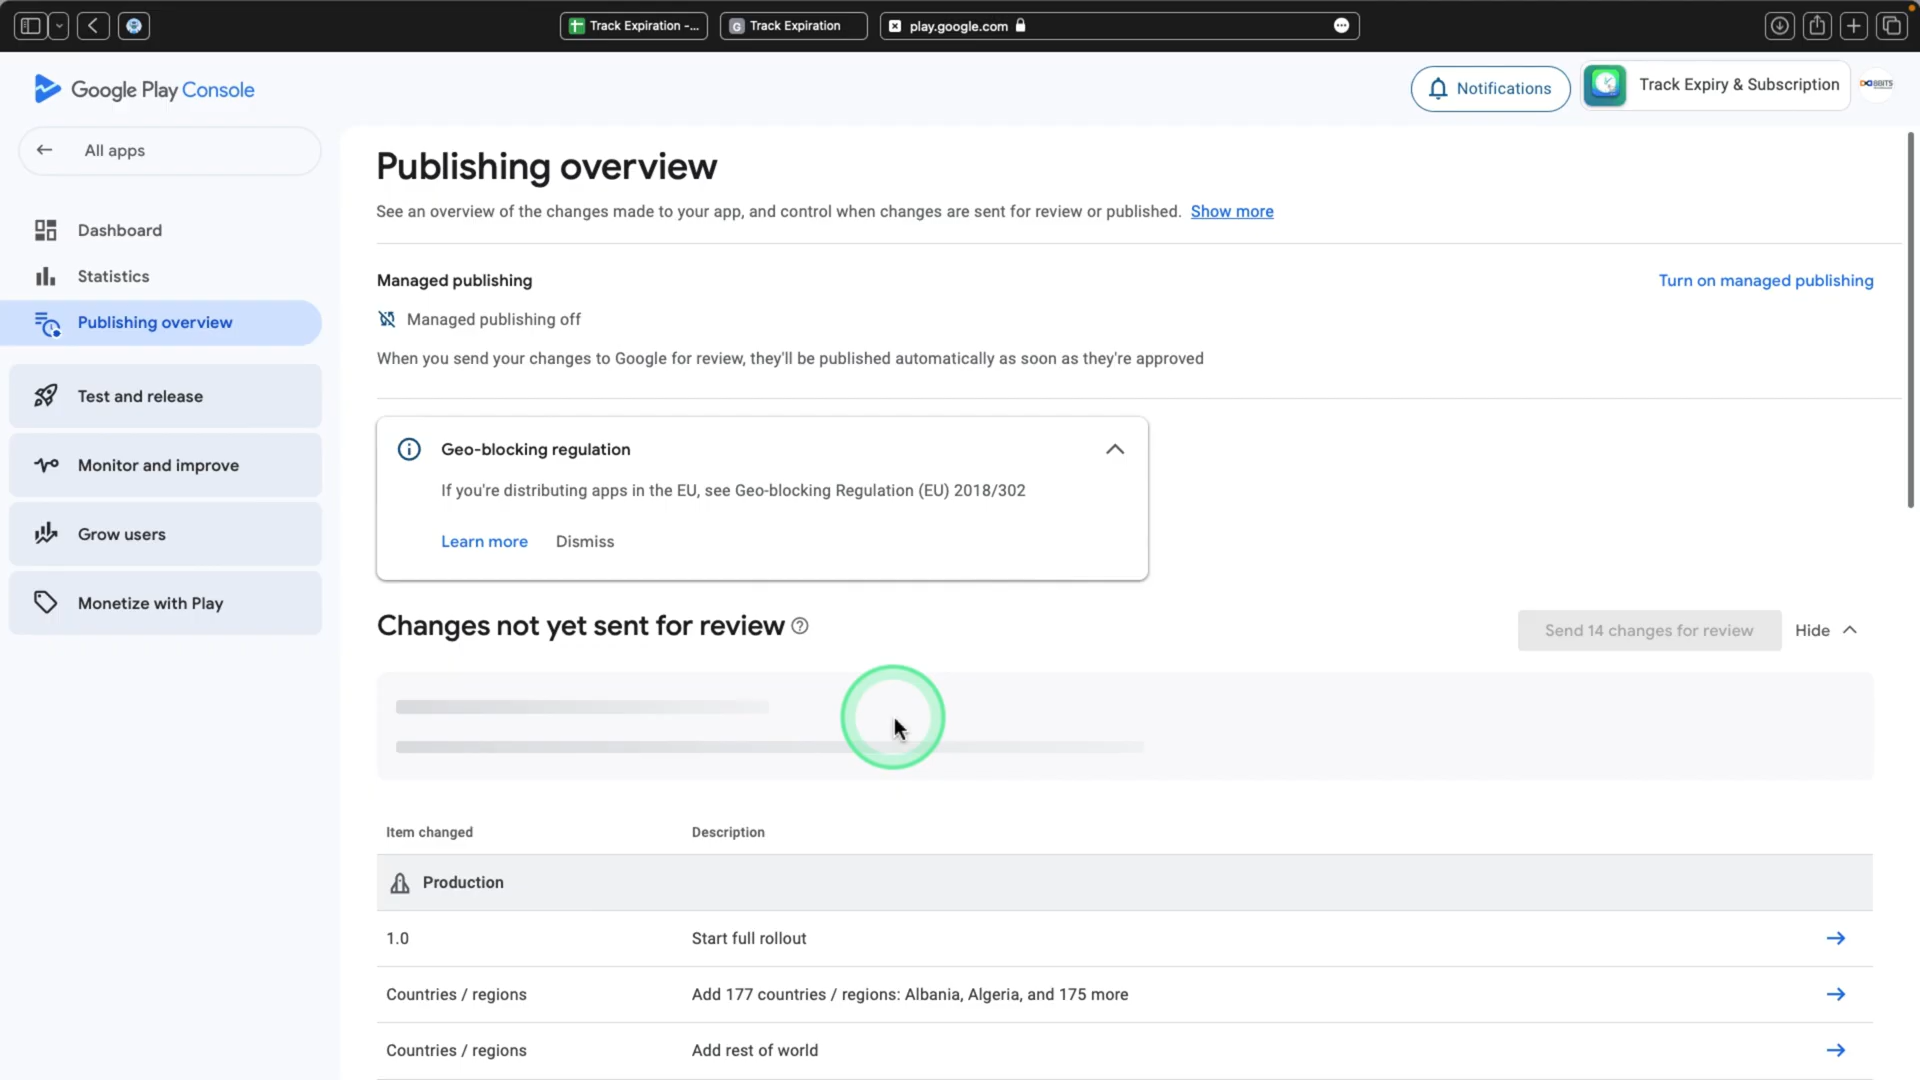 Track Expiration -...
Track Expiration
play.google.com
Google Play Console
Notifications
Track Expiry & Subscription
All apps
Dashboard
Statistics
Publishing overview
Test and release
Monitor and improve
Grow users
Monetize with Play
Publishing overview
See an overview of the changes made to your app, and control when changes are sent for review or published. Show more
Managed publishing
Turn on managed publishing
Managed publishing off
When you send your changes to Google for review, they'll be published automatically as soon as they're approved
Geo-blocking regulation
If you're distributing apps in the EU, see Geo-blocking Regulation (EU) 2018/302
Learn more Dismiss
Changes not yet sent for review
Send 14 changes for review
Hide
Item changed Description
Production
1.0 Start full rollout
Countries / regions Add 177 countries / regions: Albania, Algeria, and 175 more
Countries / regions Add rest of world